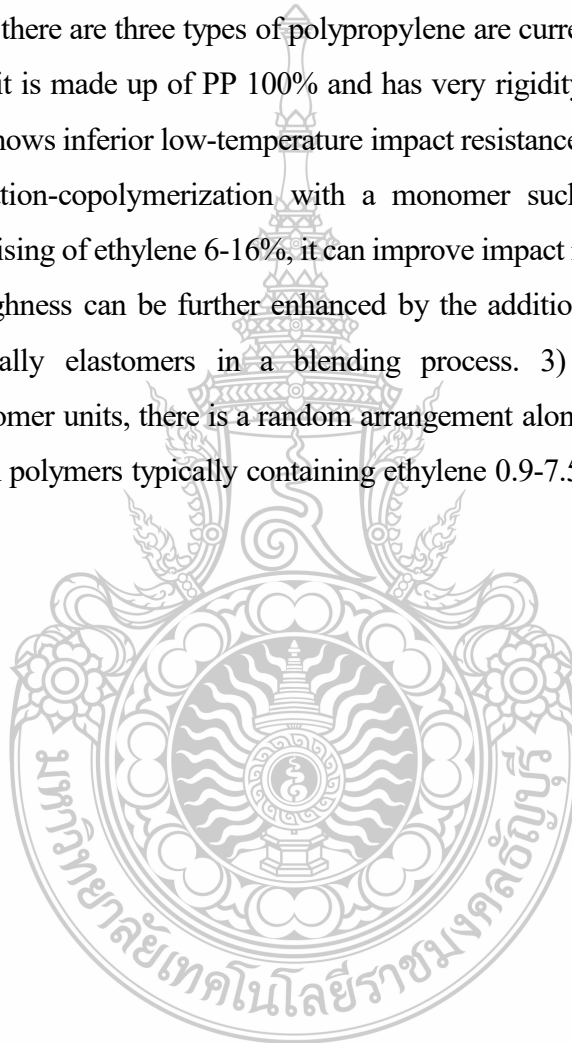 there are three types of polypropylene are curre
it is made up of PP 100% and has very rigidity
hows inferior low-temperature impact resistance
tion-copolymerization with a monomer suc
ising of ethylene 6-16%, it can improve impact
ghness can be further enhanced by the additio
ally elastomers in a blending process. 3)
omer units, there is a random arrangement alon
polymers typically containing ethylene 0.9-7.5
มหาวิทยาลัยเทคโนโลยีราชมงคลธัญบุรี